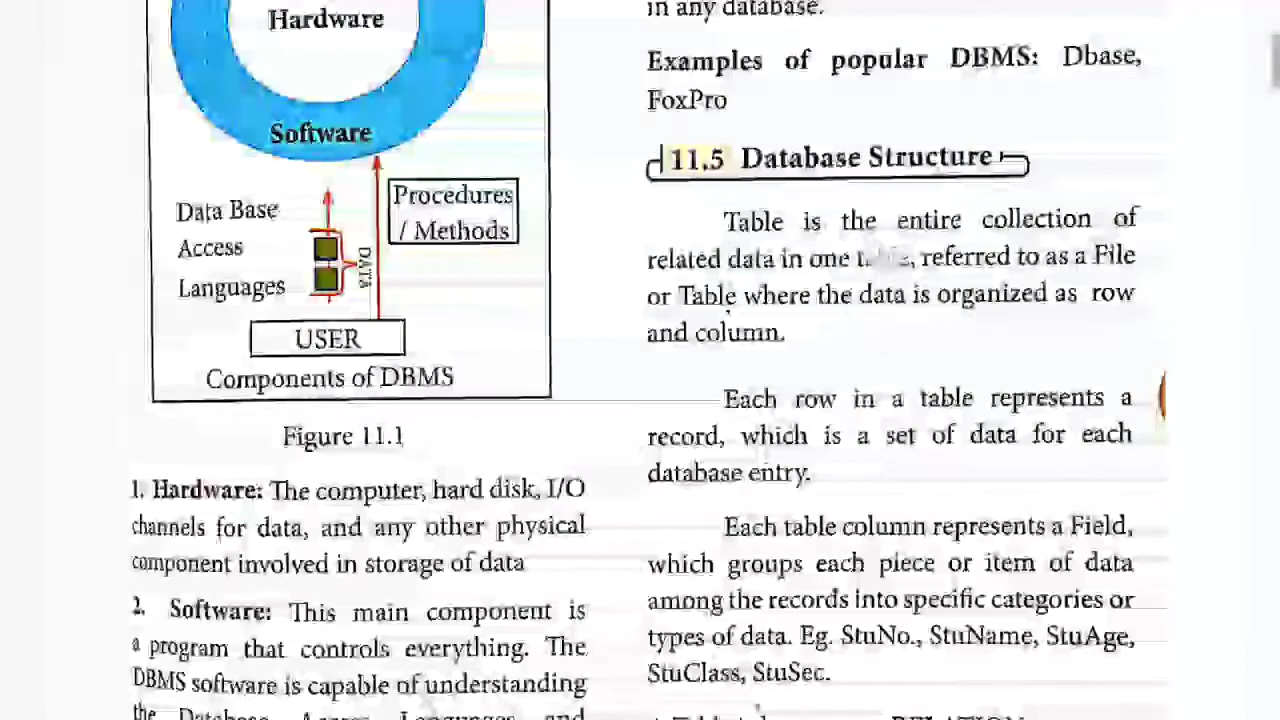 Hardware
Software
Data Base
Access
Languages
DATA
Procedures
/ Methods
USER
Components of DBMS
Figure 11.1
1. Hardware: The computer, hard disk, I/O
channels for data, and any other physical
component involved in storage of data
2. Software: This main component is
a program that controls everything. The
DBMS software is capable of understanding
the Database Access Languages and
in any database.
Examples of popular DBMS: Dbase,
FoxPro
11.5 Database Structure
Table is the entire collection of
related data in one table, referred to as a File
or Table where the data is organized as row
and column.
Each row in a table represents a
record, which is a set of data for each
database entry.
Each table column represents a Field,
which groups each piece or item of data
among the records into specific categories or
types of data. Eg. StuNo., StuName, StuAge,
StuClass, StuSec.
RELATION